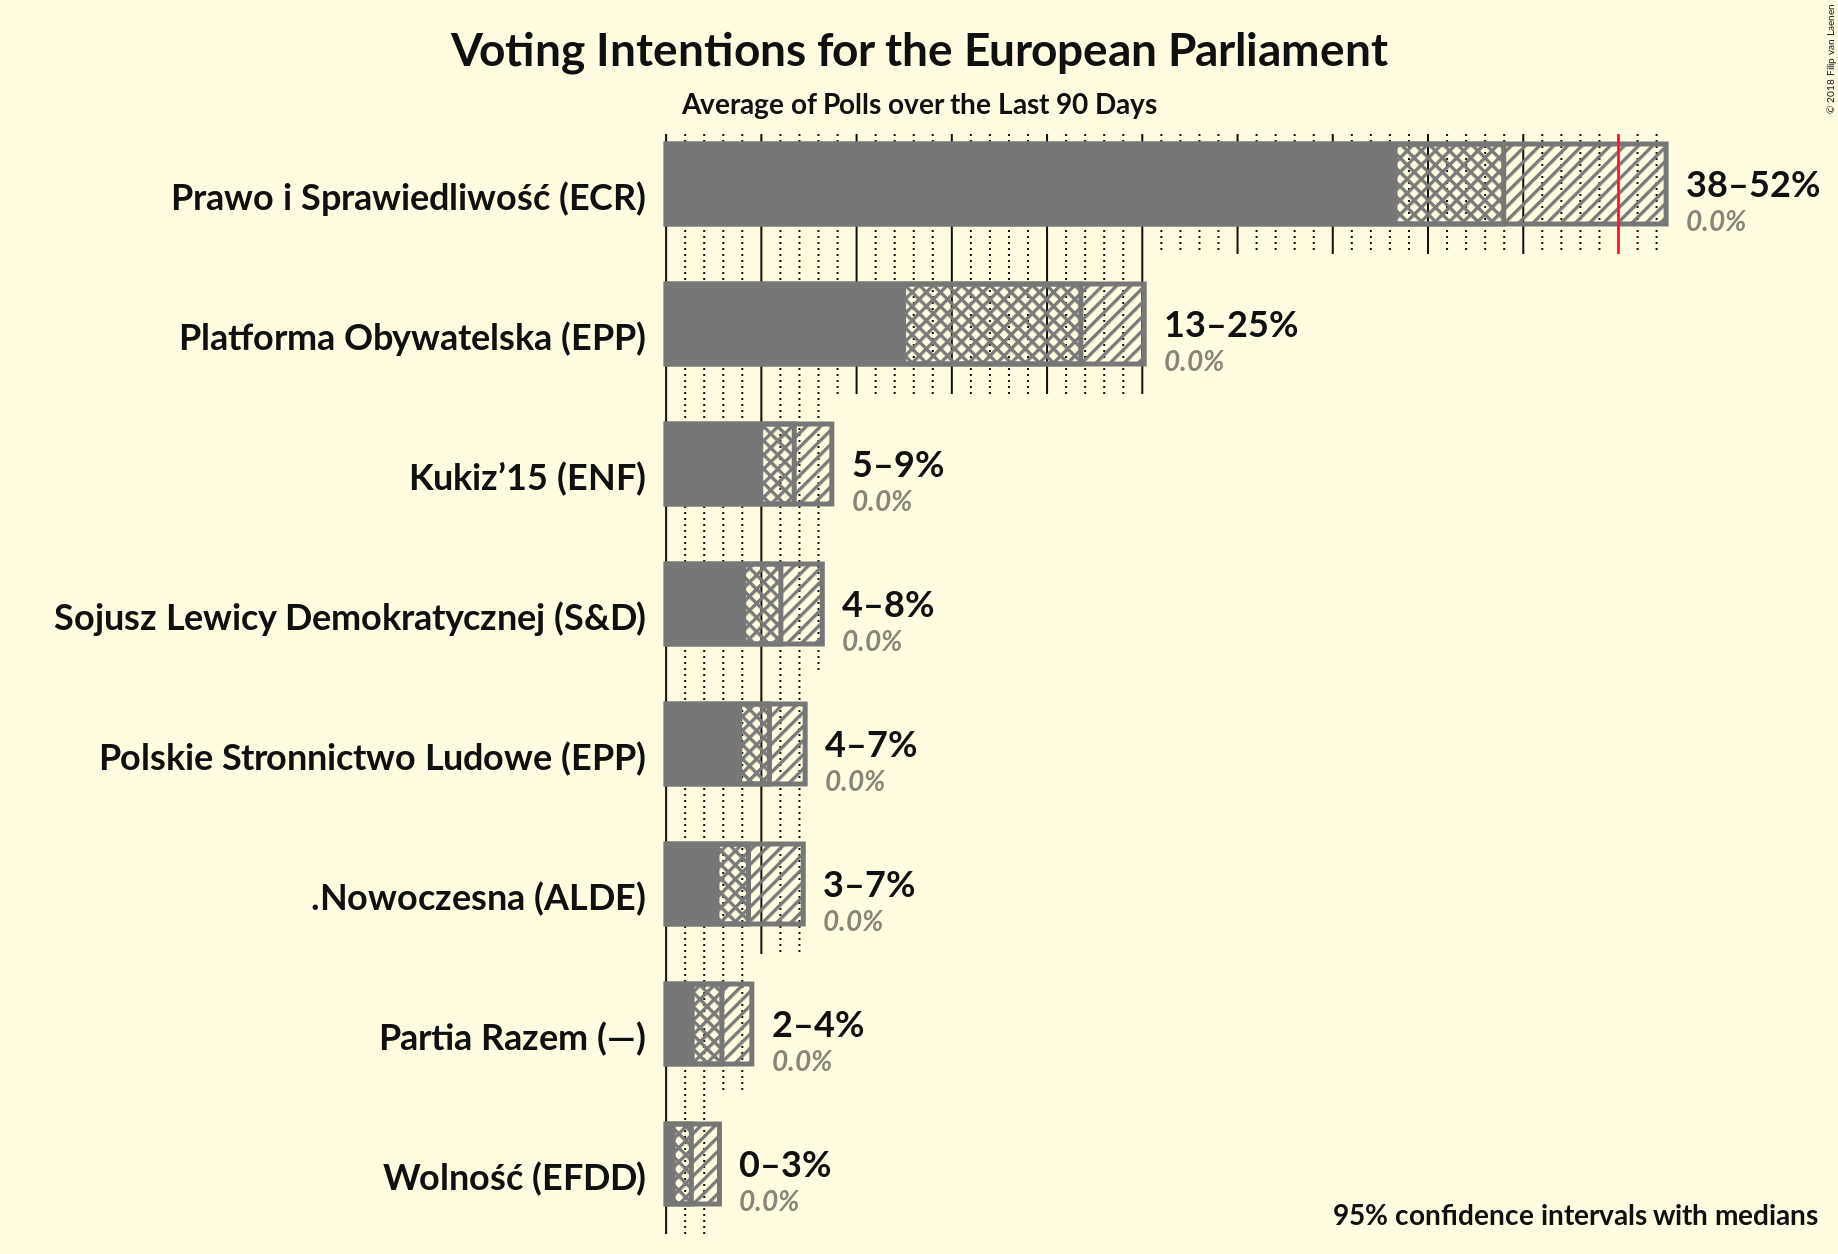 Voting Intentions for the European Parliament
Average of Polls over the Last 90 Days
© 2018 Filip van Laenen
Prawo i Sprawiedliwość (ECR)
38–52%
0.0%
Platforma Obywatelska (EPP)
13–25%
0.0%
Kukiz’15 (ENF)
5–9%
0.0%
Sojusz Lewicy Demokratycznej (S&D)
4–8%
0.0%
Polskie Stronnictwo Ludowe (EPP)
4–7%
0.0%
.Nowoczesna (ALDE)
3–7%
0.0%
Partia Razem (—)
2–4%
0.0%
Wolność (EFDD)
0–3%
0.0%
95% confidence intervals with medians